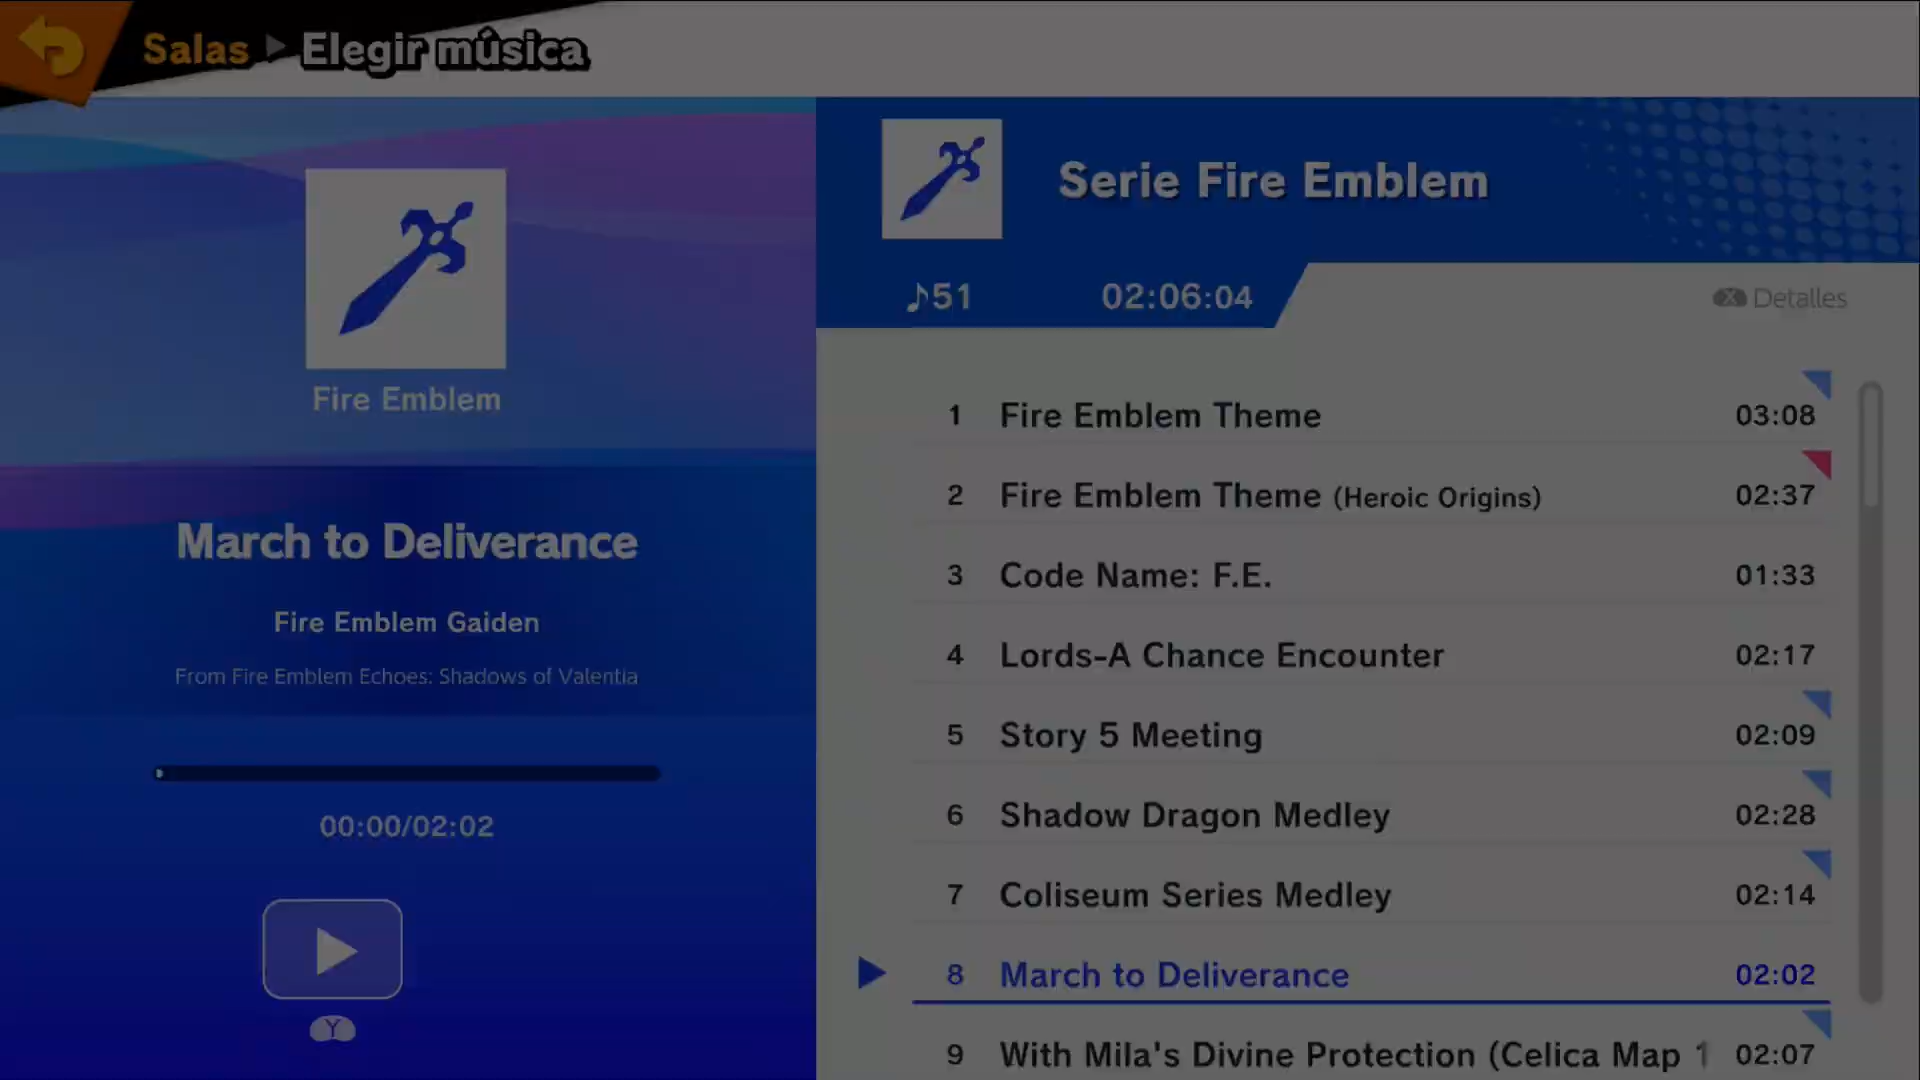 Salas ▶ Elegir música
Fire Emblem
March to Deliverance
Fire Emblem Gaiden
From Fire Emblem Echoes: Shadows of Valentia
00:00/02:02
Y
Serie Fire Emblem
♪51 02:06:04
X Detalles
1 Fire Emblem Theme 03:08
2 Fire Emblem Theme (Heroic Origins) 02:37
3 Code Name: F.E. 01:33
4 Lords-A Chance Encounter 02:17
5 Story 5 Meeting 02:09
6 Shadow Dragon Medley 02:28
7 Coliseum Series Medley 02:14
8 March to Deliverance 02:02
9 With Mila's Divine Protection (Celica Map 1 02:07